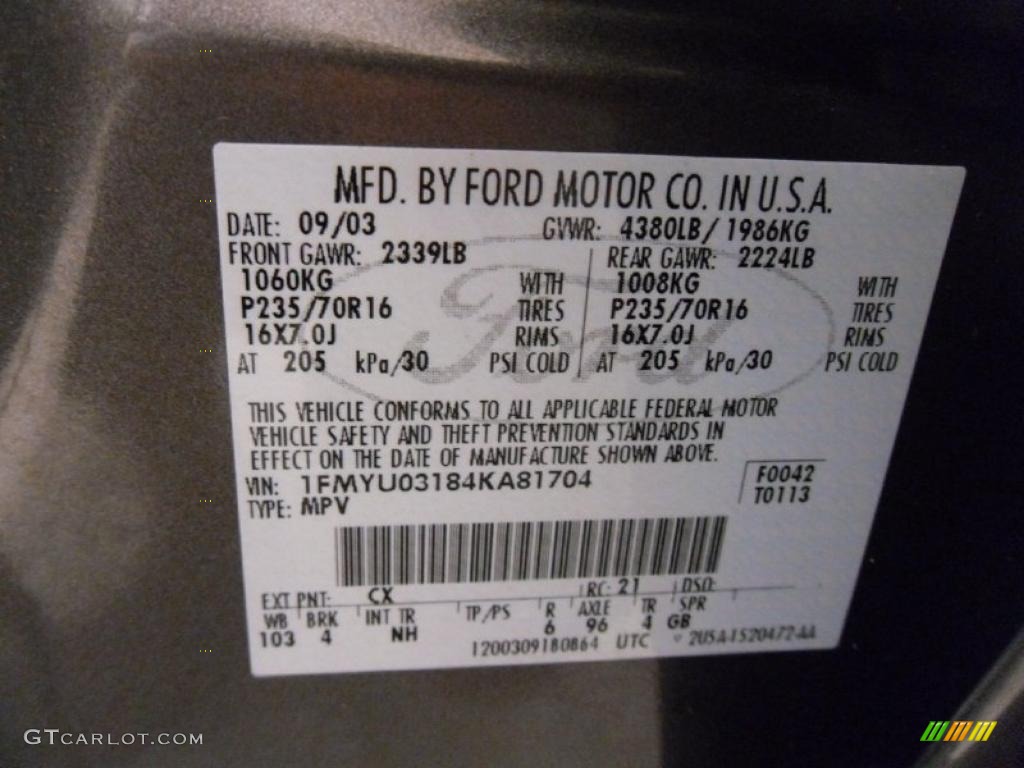 MFD. BY FORD MOTOR CO. IN U.S.A.
DATE: 09/03 GVWR: 4380LB/ 1986KG
FRONT GAWR: 2339LB REAR GAWR: 2224LB
1060KG WITH 1008KG WITH
P235/70R16 TIRES P235/70R16 TIRES
16X7.0J RIMS 16X7.0J RIMS
AT 205 kPa/30 PSI COLD AT 205 kPa/30 PSI COLD
Ford
THIS VEHICLE CONFORMS TO ALL APPLICABLE FEDERAL MOTOR
VEHICLE SAFETY AND THEFT PREVENTION STANDARDS IN
EFFECT ON THE DATE OF MANUFACTURE SHOWN ABOVE.
VIN: 1FMYU03184KA81704 F0042
TYPE: MPV T0113
EXT PNT: CX RC: 21 DSO:
WB BRK INT TR TP/PS R AXLE TR SPR
103 4 NH 6 96 4 GB
1200309180864 UTC 2U5A-1520472-AA
GTCARLOT.COM